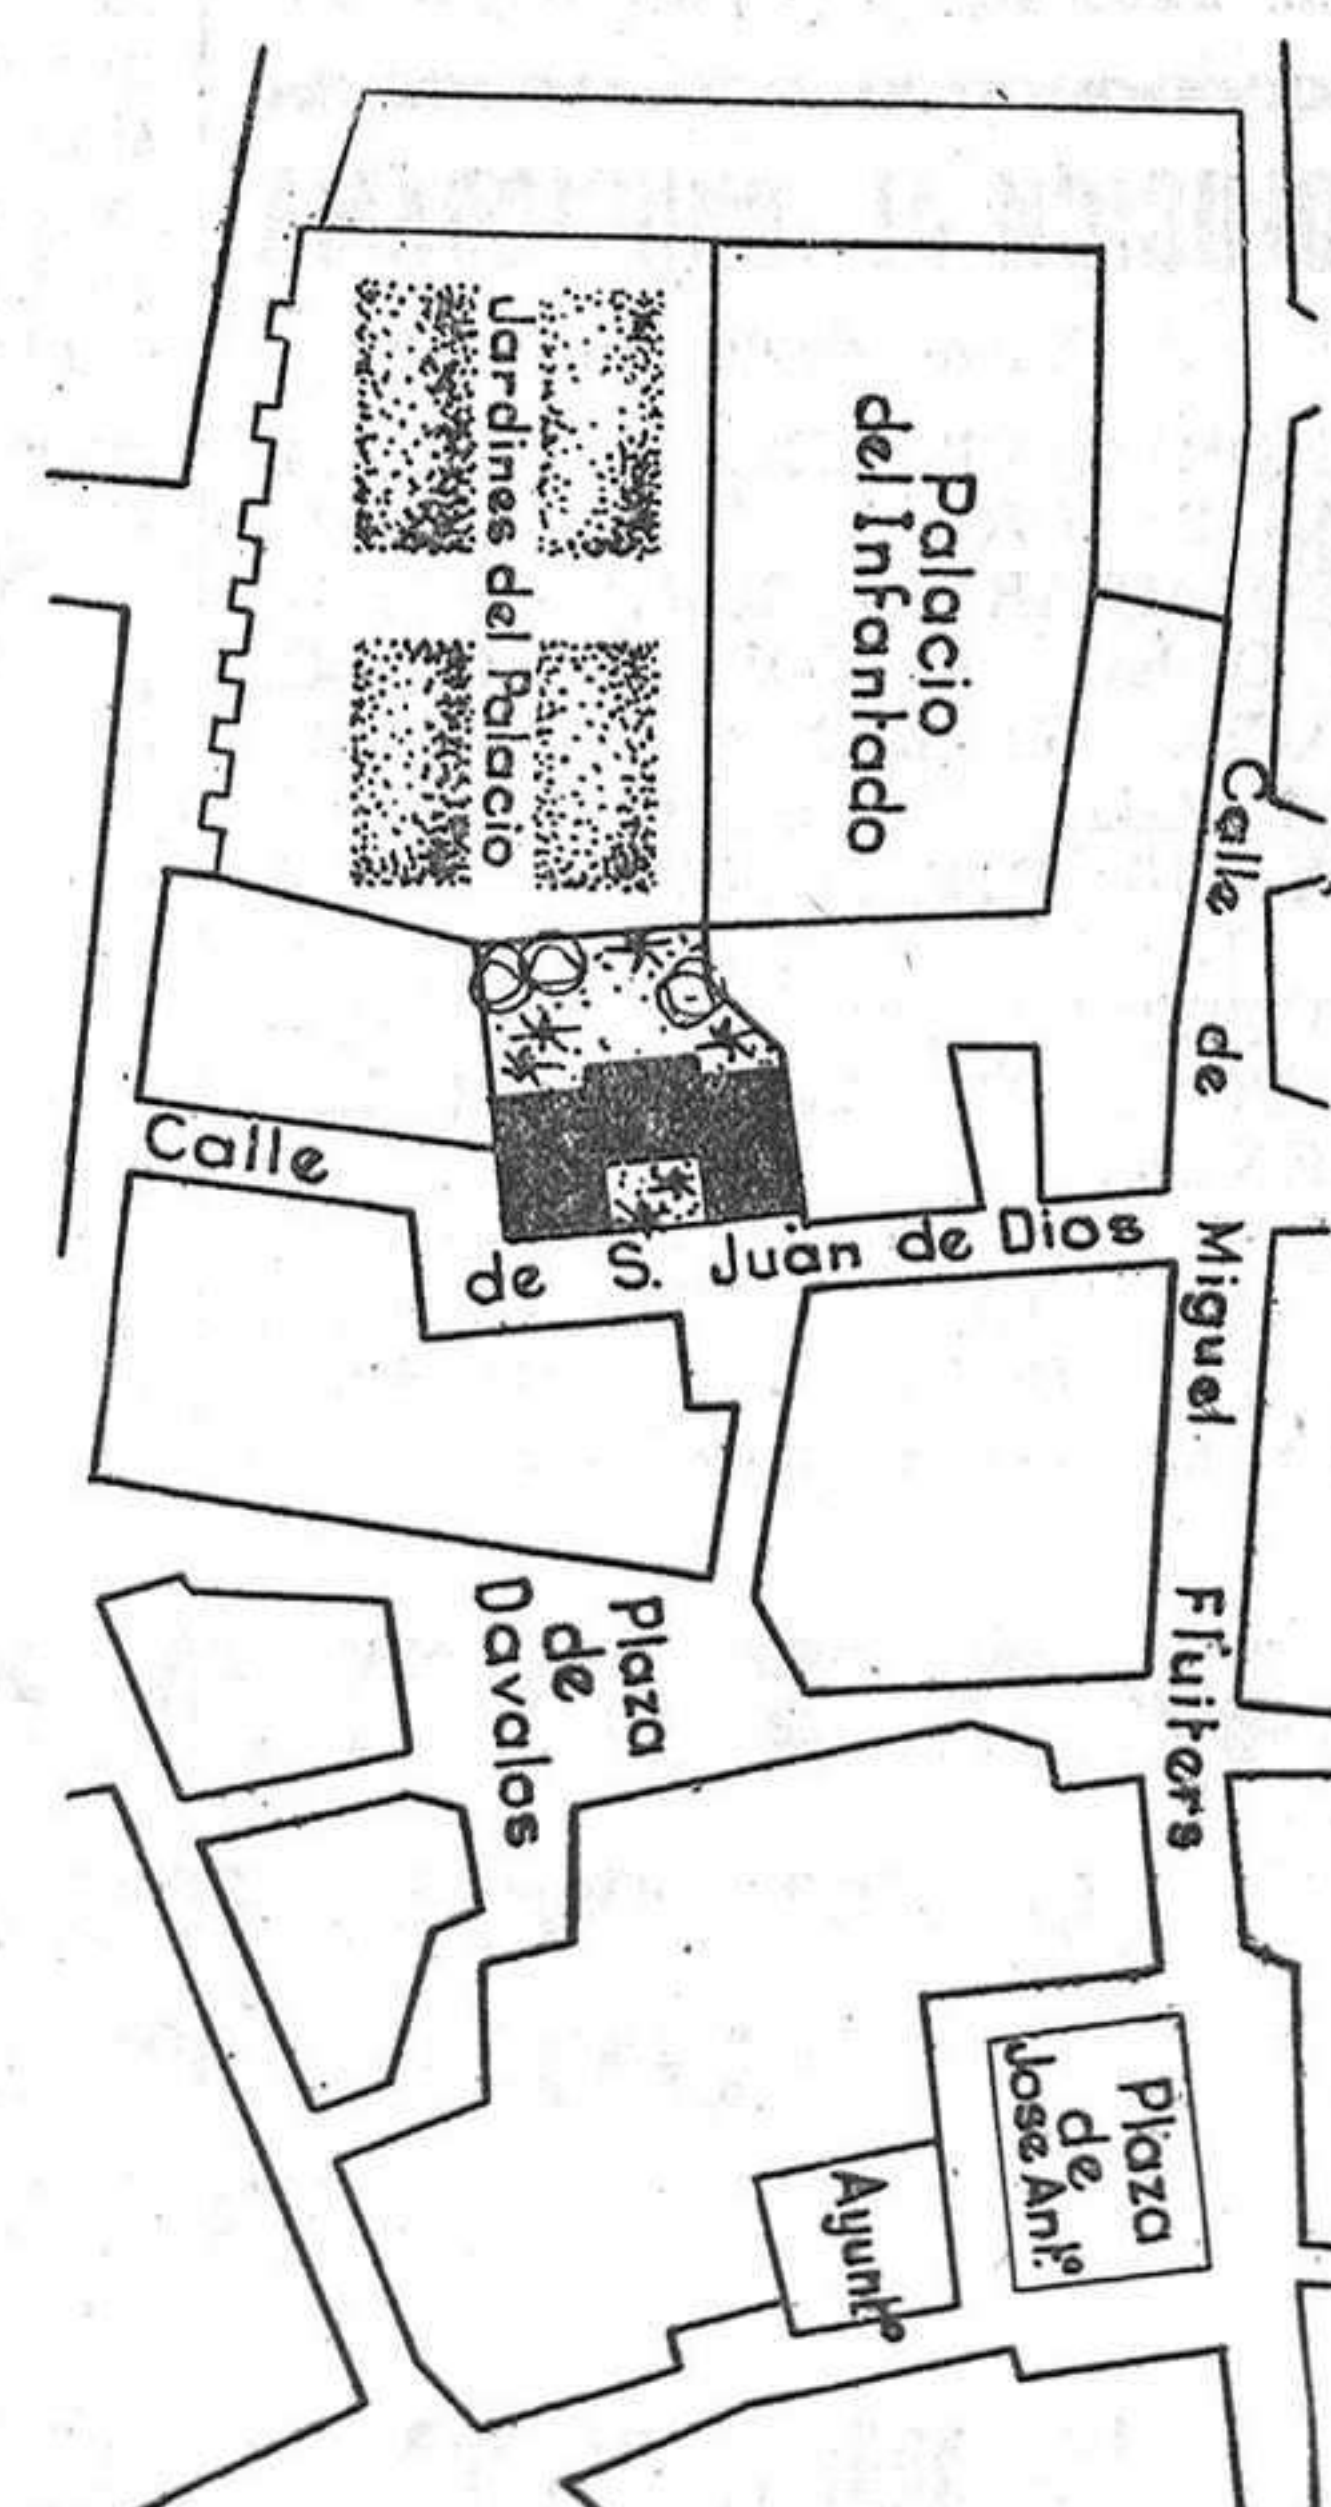 Palacio
del Infantado
Jardines del Palacio
Calle de Miguel Fluiters
Calle
de S. Juan de Dios
Plaza
de
Davalos
Plaza
de
Jose Antº.
Ayuntº